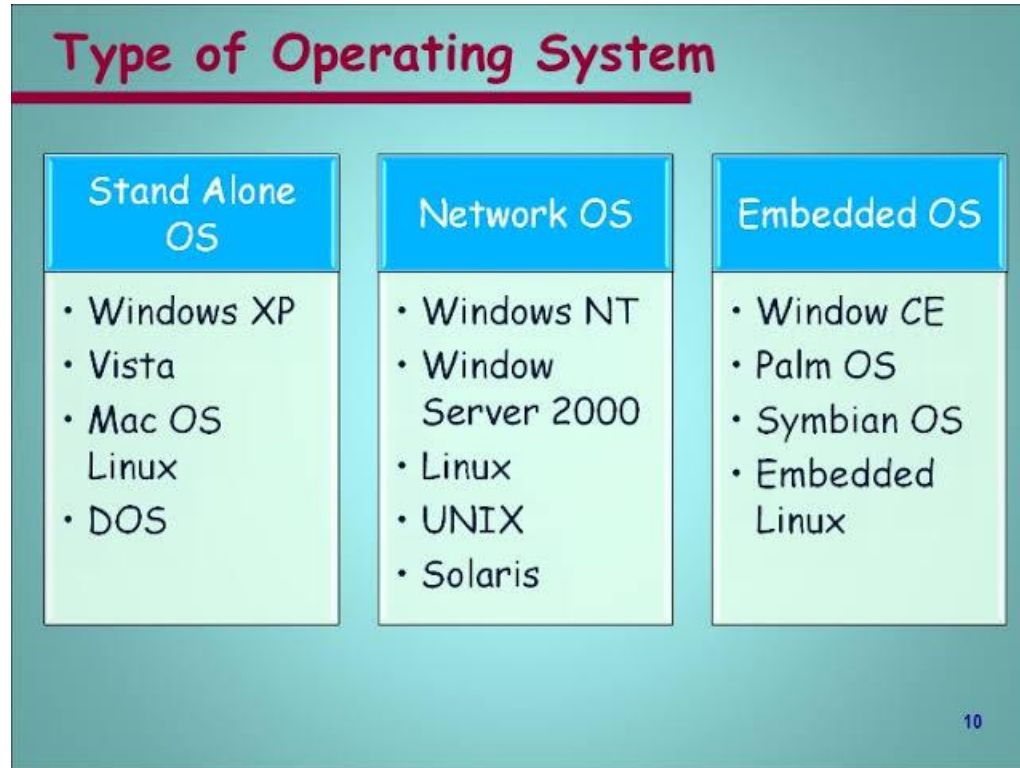 Type of Operating System
Stand Alone
OS
• Windows XP
• Vista
• Mac OS
Linux
• DOS
Network OS
• Windows NT
• Window
Server 2000
• Linux
• UNIX
• Solaris
Embedded OS
• Window CE
• Palm OS
• Symbian OS
• Embedded
Linux
10